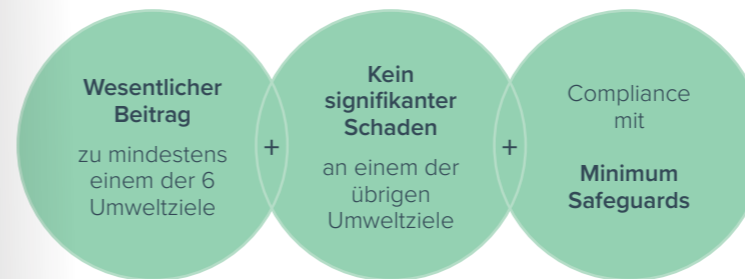 Wesentlicher
Beitrag
zu mindestens
einem der 6
Umweltziele
+
Kein
signifikanter
Schaden
an einem der
übrigen
Umweltziele
+
Compliance
mit
Minimum
Safeguards